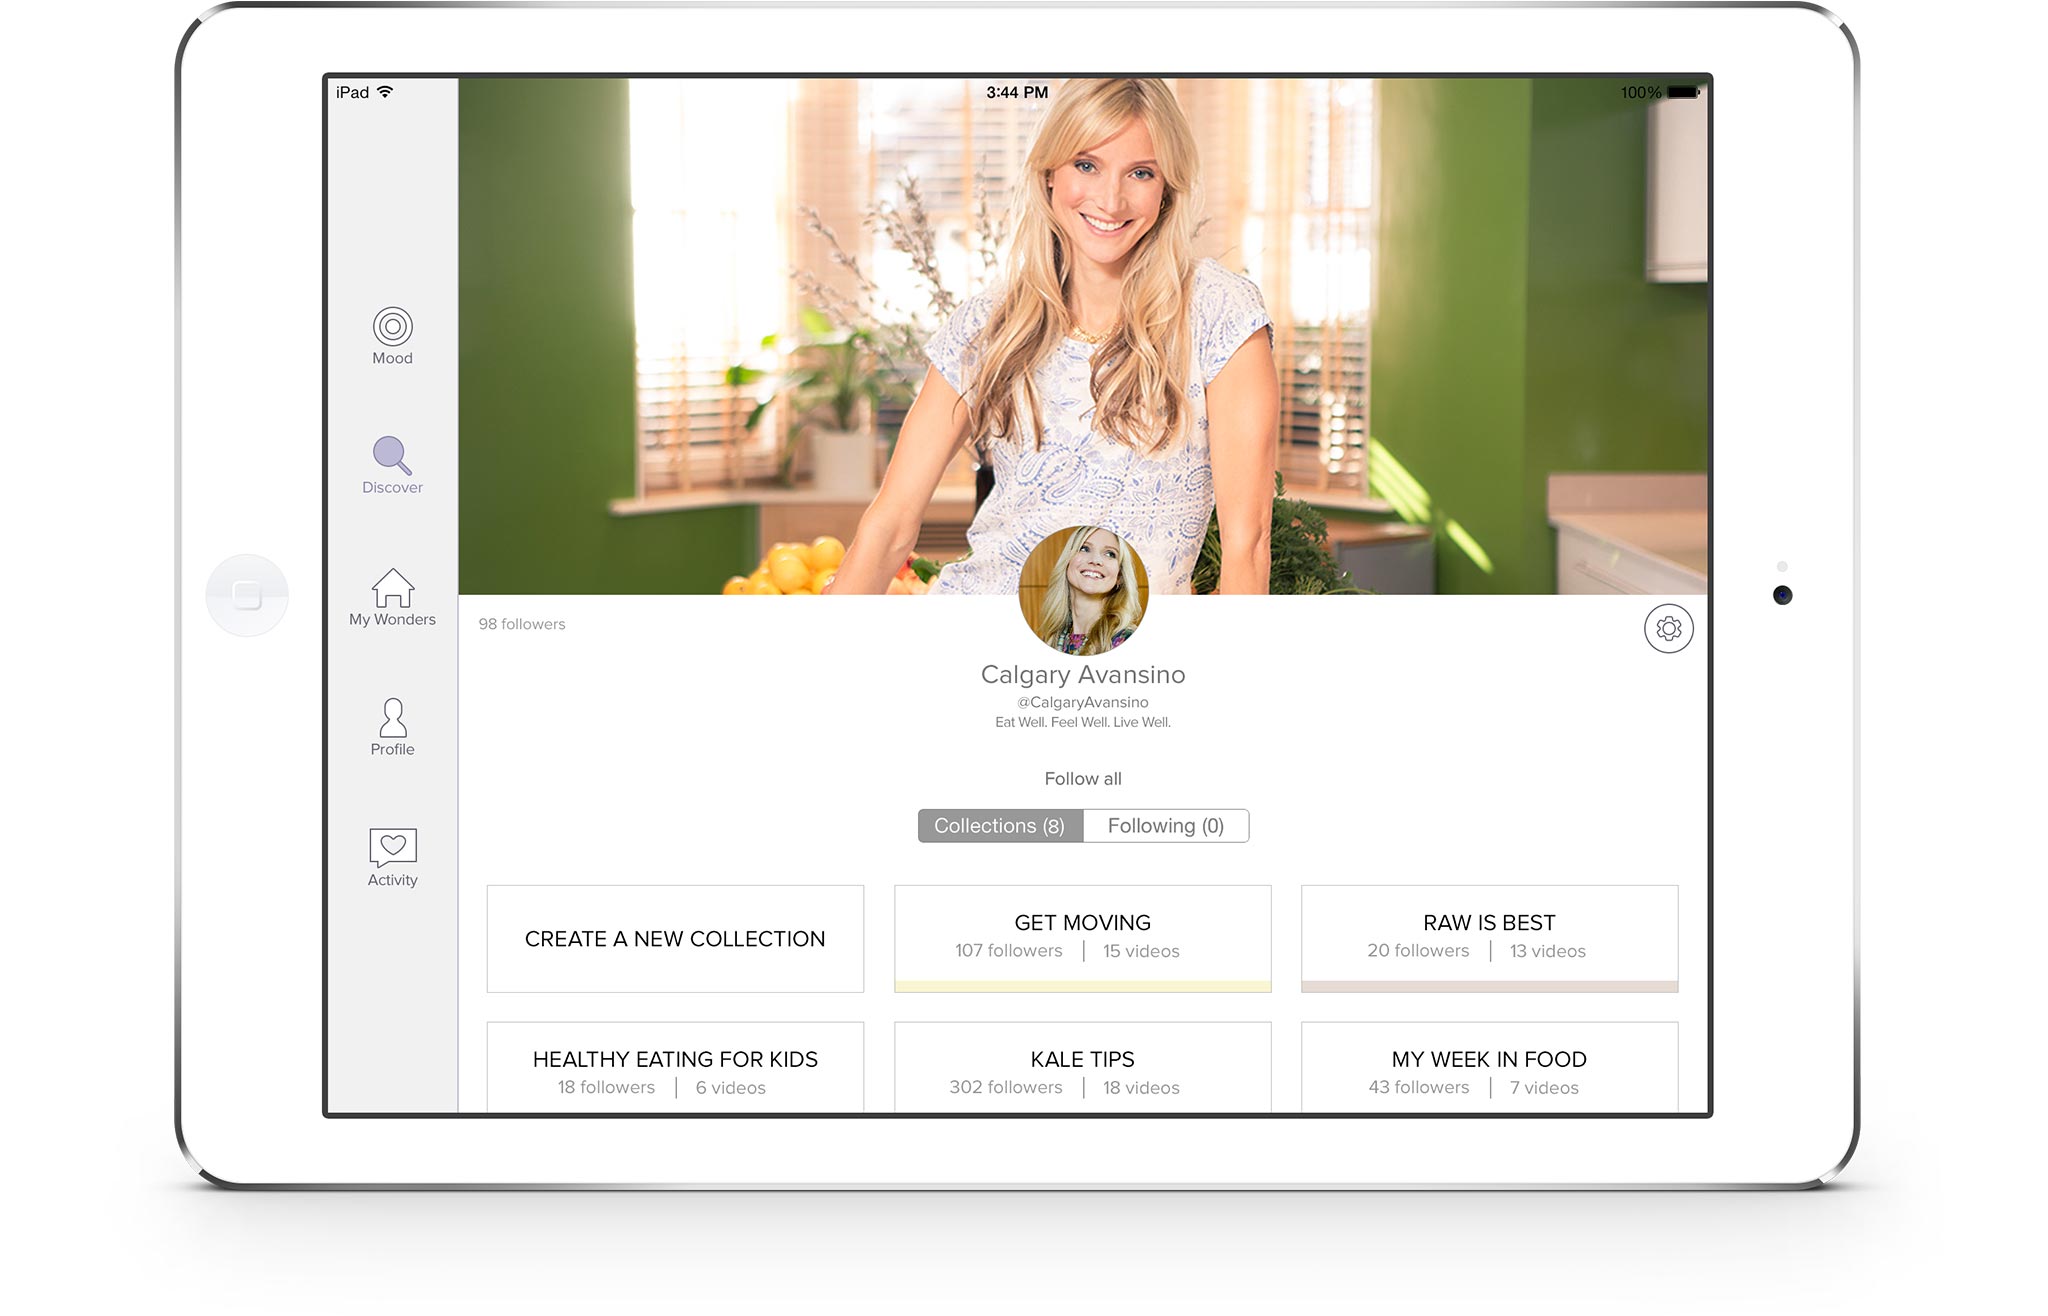 iPad
3:44 PM
100%
Mood
Discover
My Wonders
Profile
Activity
98 followers
Calgary Avansino
@CalgaryAvansino
Eat Well. Feel Well. Live Well.
Follow all
Collections (8)
Following (0)
CREATE A NEW COLLECTION
GET MOVING
107 followers | 15 videos
RAW IS BEST
20 followers | 13 videos
HEALTHY EATING FOR KIDS
18 followers | 6 videos
KALE TIPS
302 followers | 18 videos
MY WEEK IN FOOD
43 followers | 7 videos